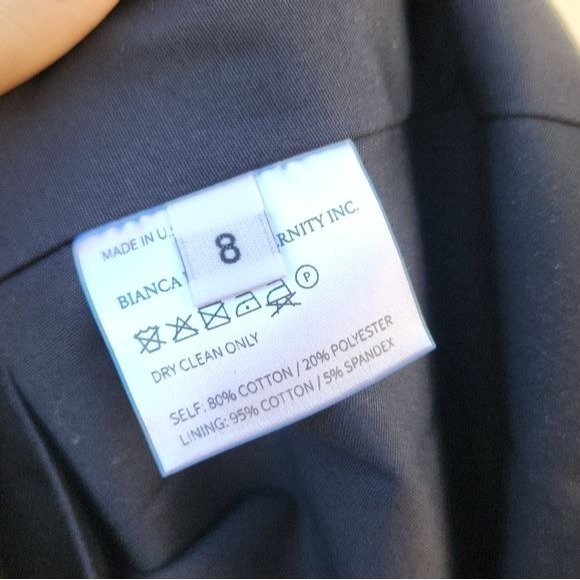 MADE IN U.S
8
BIANCA RNITY INC.
P
DRY CLEAN ONLY
SELF: 80% COTTON / 20% POLYESTER
LINING: 95% COTTON / 5% SPANDEX